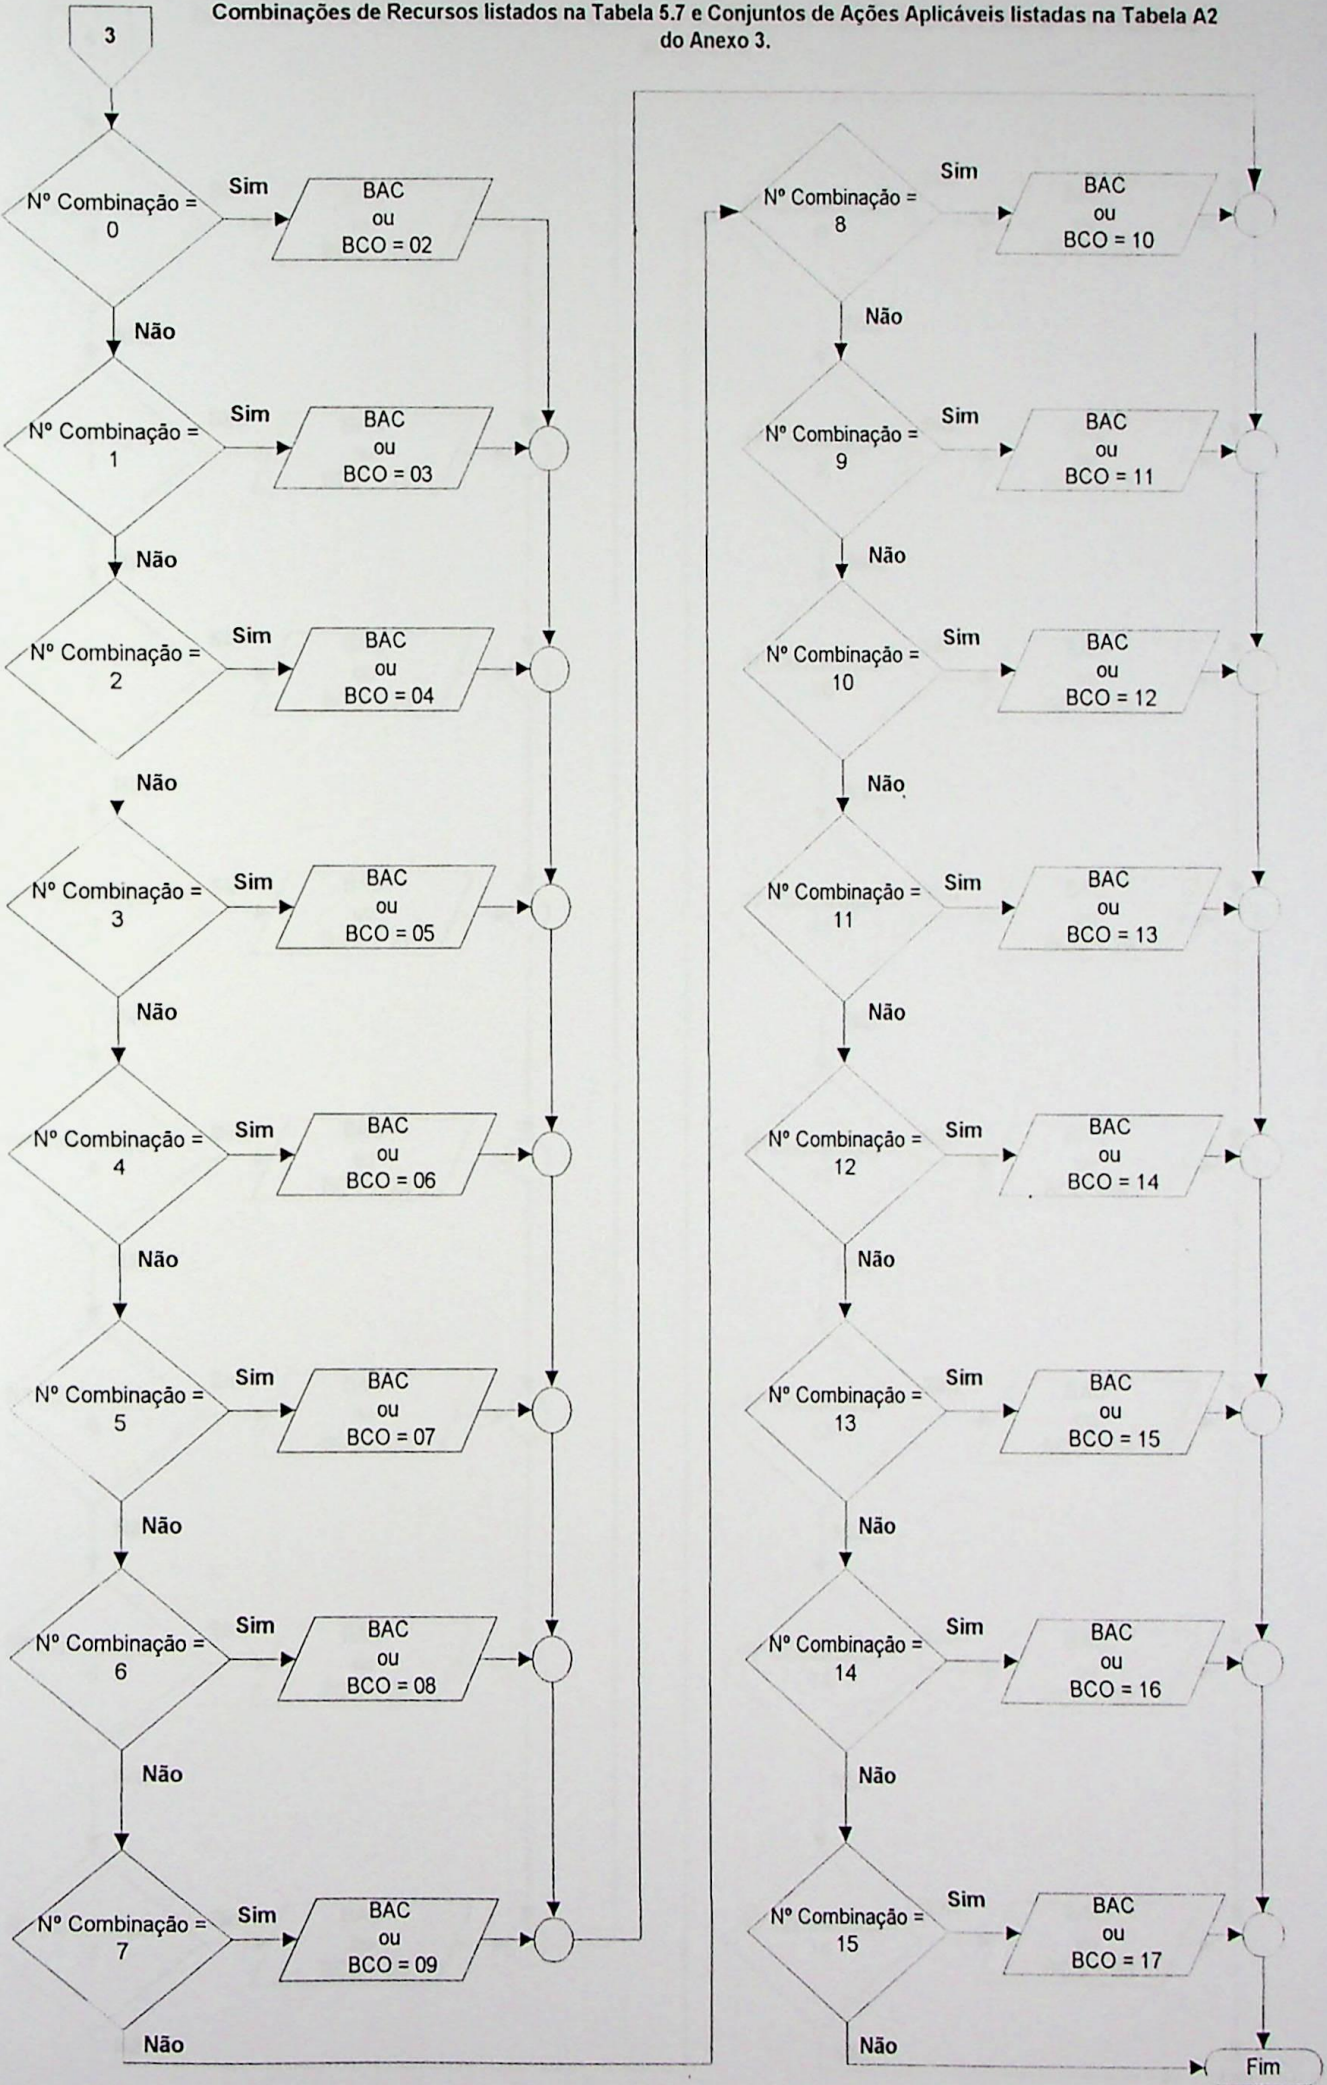 Combinações de Recursos listados na Tabela 5.7 e Conjuntos de Ações Aplicáveis listadas na Tabela A2
do Anexo 3.
3
Nº Combinação =
0
Sim
BAC
ou
BCO = 02
Não
Nº Combinação =
1
Sim
BAC
ou
BCO = 03
Não
Nº Combinação =
2
Sim
BAC
ou
BCO = 04
Não
Nº Combinação =
3
Sim
BAC
ou
BCO = 05
Não
Nº Combinação =
4
Sim
BAC
ou
BCO = 06
Não
Nº Combinação =
5
Sim
BAC
ou
BCO = 07
Não
Nº Combinação =
6
Sim
BAC
ou
BCO = 08
Não
Nº Combinação =
7
Sim
BAC
ou
BCO = 09
Não
Nº Combinação =
8
Sim
BAC
ou
BCO = 10
Não
Nº Combinação =
9
Sim
BAC
ou
BCO = 11
Não
Nº Combinação =
10
Sim
BAC
ou
BCO = 12
Não
Nº Combinação =
11
Sim
BAC
ou
BCO = 13
Não
Nº Combinação =
12
Sim
BAC
ou
BCO = 14
Não
Nº Combinação =
13
Sim
BAC
ou
BCO = 15
Não
Nº Combinação =
14
Sim
BAC
ou
BCO = 16
Não
Nº Combinação =
15
Sim
BAC
ou
BCO = 17
Não
Fim